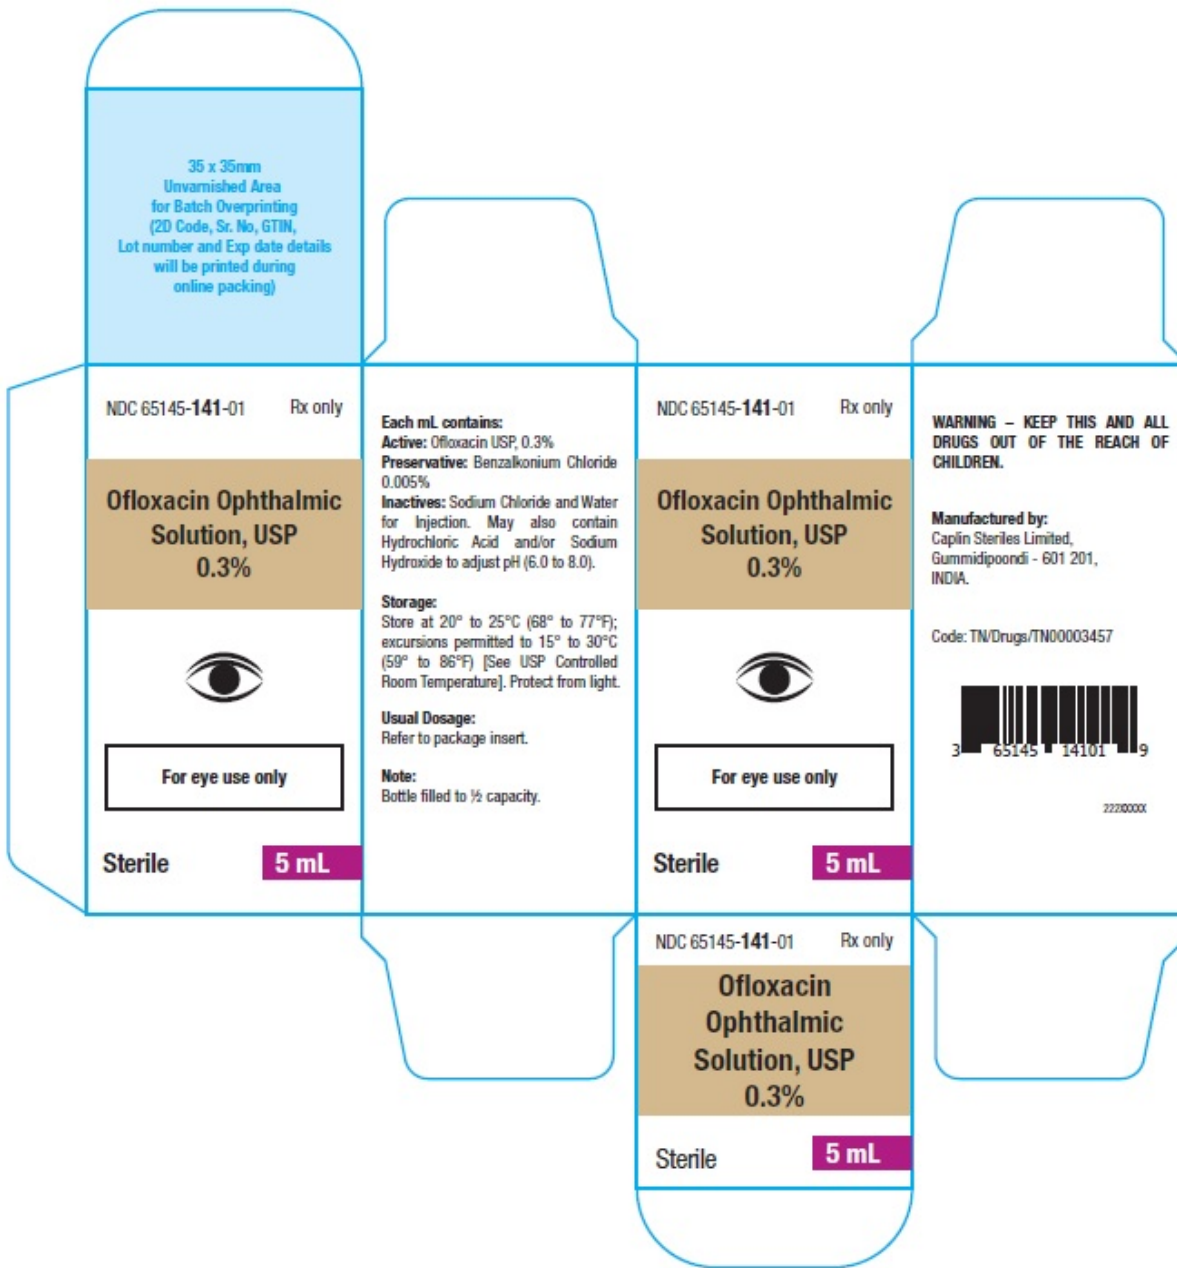 35 x 35mm
Unvarnished Area
for Batch Overprinting
(2D Code, Sr. No, GTIN,
Lot number and Exp date details
will be printed during
online packing)
NDC 65145-141-01 Rx only
Ofloxacin Ophthalmic
Solution, USP
0.3%
For eye use only
Sterile 5 mL
Each mL contains:
Active: Ofloxacin USP, 0.3%
Preservative: Benzalkonium Chloride
0.005%
Inactives: Sodium Chloride and Water
for Injection. May also contain
Hydrochloric Acid and/or Sodium
Hydroxide to adjust pH (6.0 to 8.0).
Storage:
Store at 20° to 25°C (68° to 77°F);
excursions permitted to 15° to 30°C
(59° to 86°F) [See USP Controlled
Room Temperature]. Protect from light.
Usual Dosage:
Refer to package insert.
Note:
Bottle filled to ½ capacity.
NDC 65145-141-01 Rx only
Ofloxacin Ophthalmic
Solution, USP
0.3%
For eye use only
Sterile 5 mL
WARNING – KEEP THIS AND ALL
DRUGS OUT OF THE REACH OF
CHILDREN.
Manufactured by:
Caplin Steriles Limited,
Gummidipoondi - 601 201,
INDIA.
Code: TN/Drugs/TN00003457
3 65145 14101 9
NDC 65145-141-01 Rx only
Ofloxacin
Ophthalmic
Solution, USP
0.3%
Sterile 5 mL